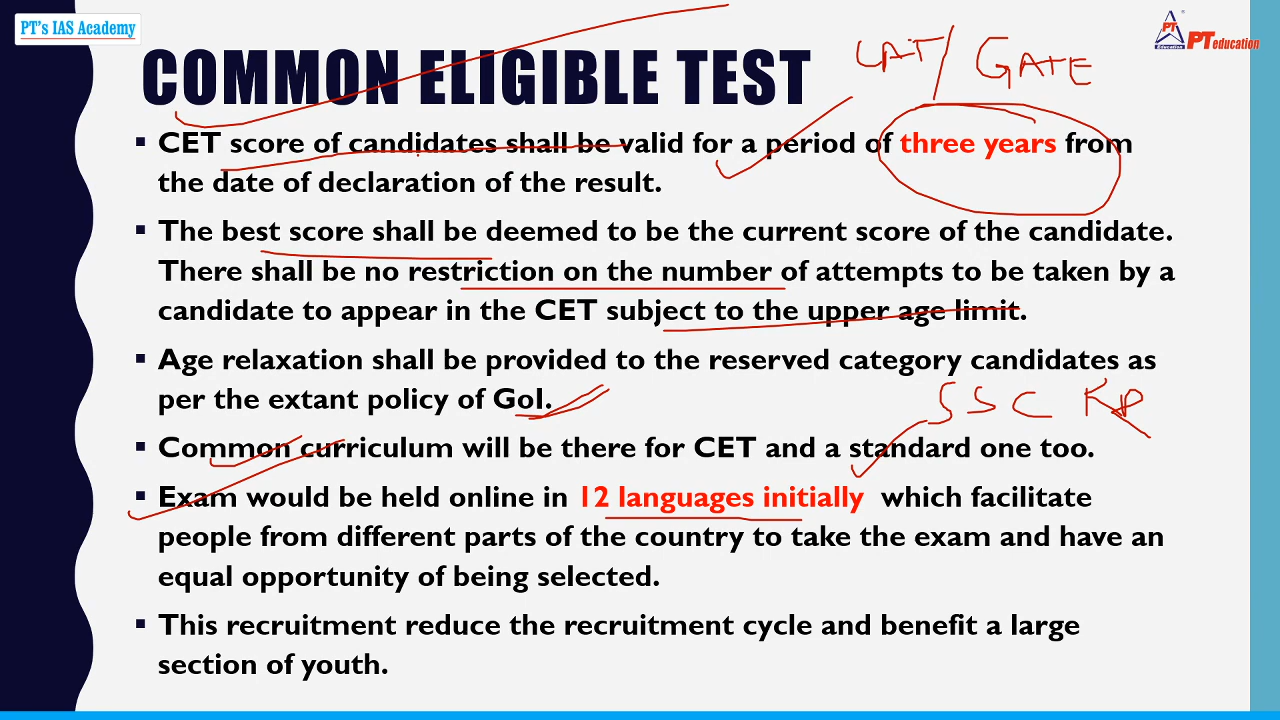 PT's IAS Academy
PT
Education
PT education
COMMON ELIGIBLE TEST
CAT/ GATE
▪ CET score of candidates shall be valid for a period of three years from
the date of declaration of the result.
▪ The best score shall be deemed to be the current score of the candidate.
There shall be no restriction on the number of attempts to be taken by a
candidate to appear in the CET subject to the upper age limit.
▪ Age relaxation shall be provided to the reserved category candidates as
per the extant policy of GoI.
SSC
▪ Common curriculum will be there for CET and a standard one too.
▪ Exam would be held online in 12 languages initially which facilitate
people from different parts of the country to take the exam and have an
equal opportunity of being selected.
▪ This recruitment reduce the recruitment cycle and benefit a large
section of youth.